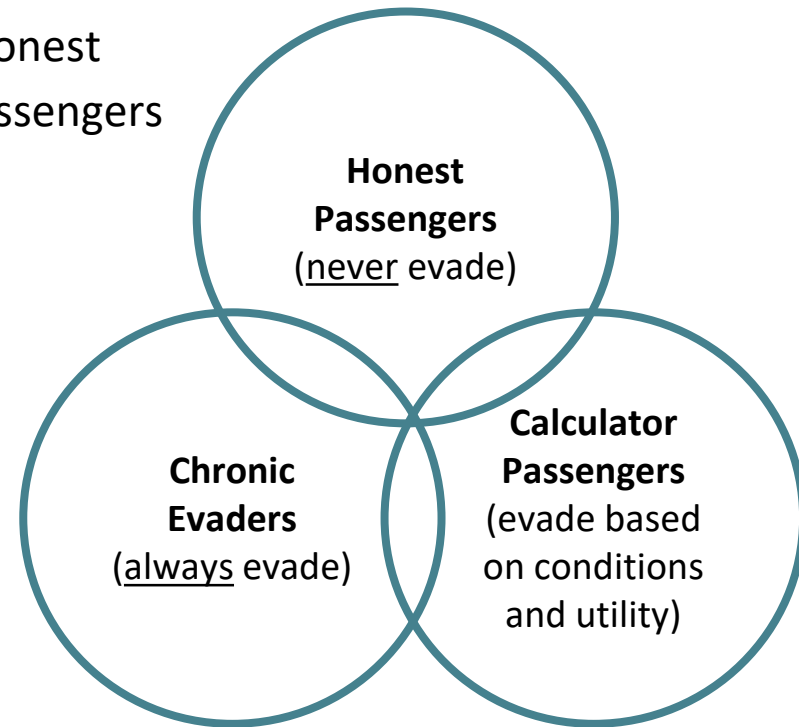 onest
ssengers
Honest
Passengers
(never evade)
Chronic
Evaders
(always evade)
Calculator
Passengers
(evade based
on conditions
and utility)